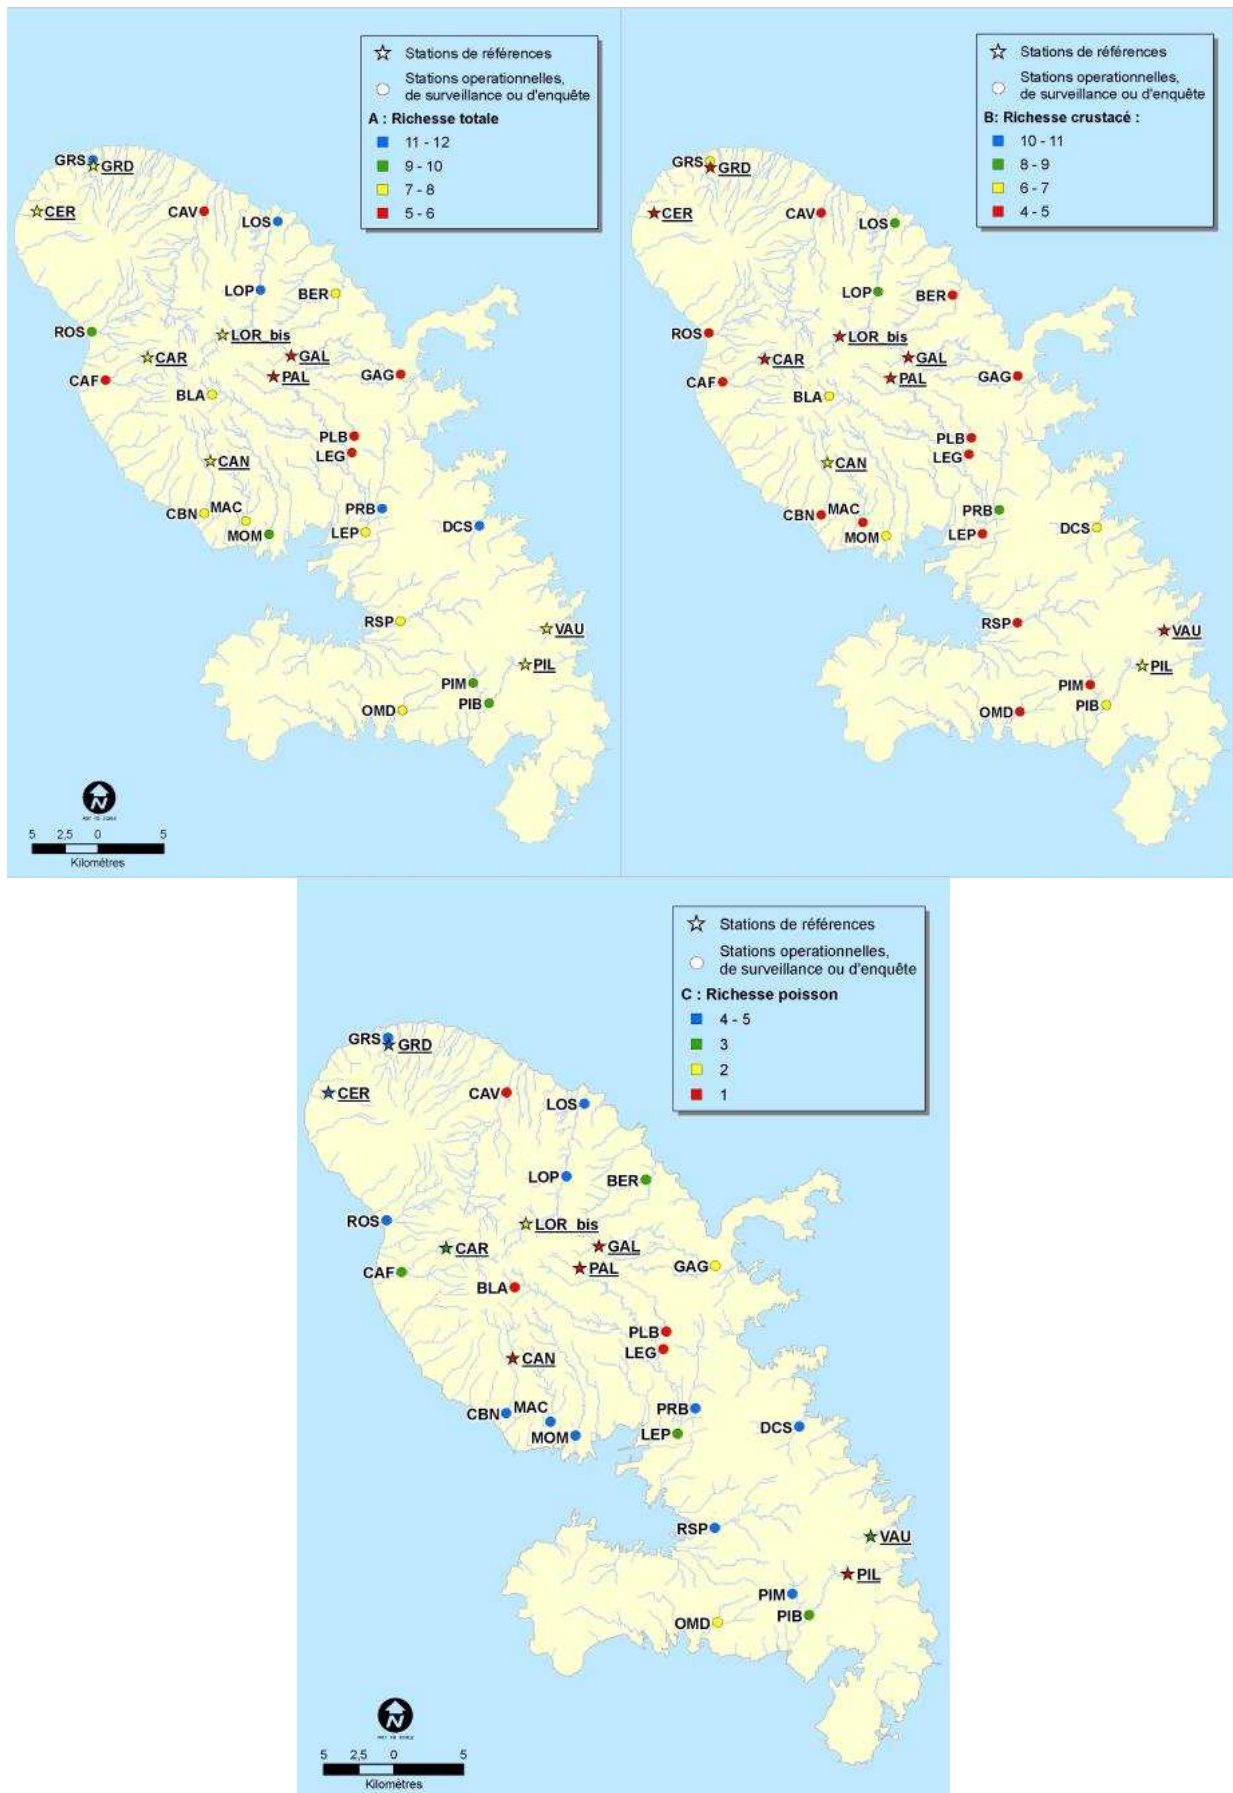 Stations de références
Stations operationnelles,
de surveillance ou d'enquête
A : Richesse totale
11 - 12
9 - 10
7 - 8
5 - 6
GRS
GRD
CER
CAV
LOS
LOP
BER
ROS
LOR_bis
CAR
GAL
CAF
PAL
GAG
BLA
PLB
LEG
CAN
CBN
MAC
PRB
MOM
LEP
DCS
RSP
VAU
PIL
PIM
OMD
PIB
N
5 2,5 0 5
Kilomètres
Stations de références
Stations operationnelles,
de surveillance ou d'enquête
B: Richesse crustacé :
10 - 11
8 - 9
6 - 7
4 - 5
GRS
GRD
CER
CAV
LOS
LOP
BER
ROS
LOR_bis
CAR
GAL
CAF
PAL
GAG
BLA
PLB
LEG
CAN
CBN
MAC
PRB
MOM
LEP
DCS
RSP
VAU
PIL
PIM
OMD
PIB
Stations de références
Stations operationnelles,
de surveillance ou d'enquête
C : Richesse poisson
4 - 5
3
2
1
GRS
GRD
CER
CAV
LOS
LOP
BER
ROS
LOR_bis
CAR
GAL
CAF
PAL
GAG
BLA
PLB
LEG
CAN
CBN
MAC
PRB
MOM
LEP
DCS
RSP
VAU
PIL
PIM
OMD
PIB
N
5 2,5 0 5
Kilomètres